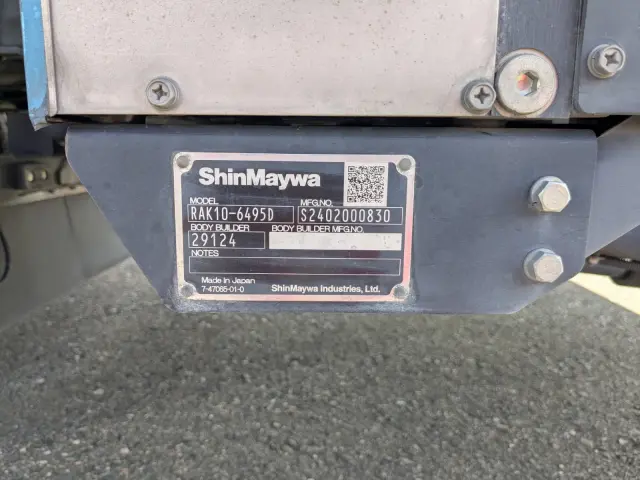 ShinMaywa
MODEL MFG.NO.
RAK10-6495D S2402000830
BODY BUILDER BODY BUILDER MFG.NO.
29124
NOTES
Made in Japan
7-47065-01-0 ShinMaywa Industries, Ltd.